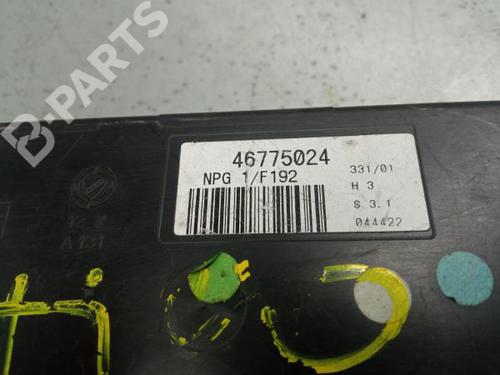 B-PARTS
46775024
NPG 1/F192
331/01
H 3
S 3.1
044422
A 131